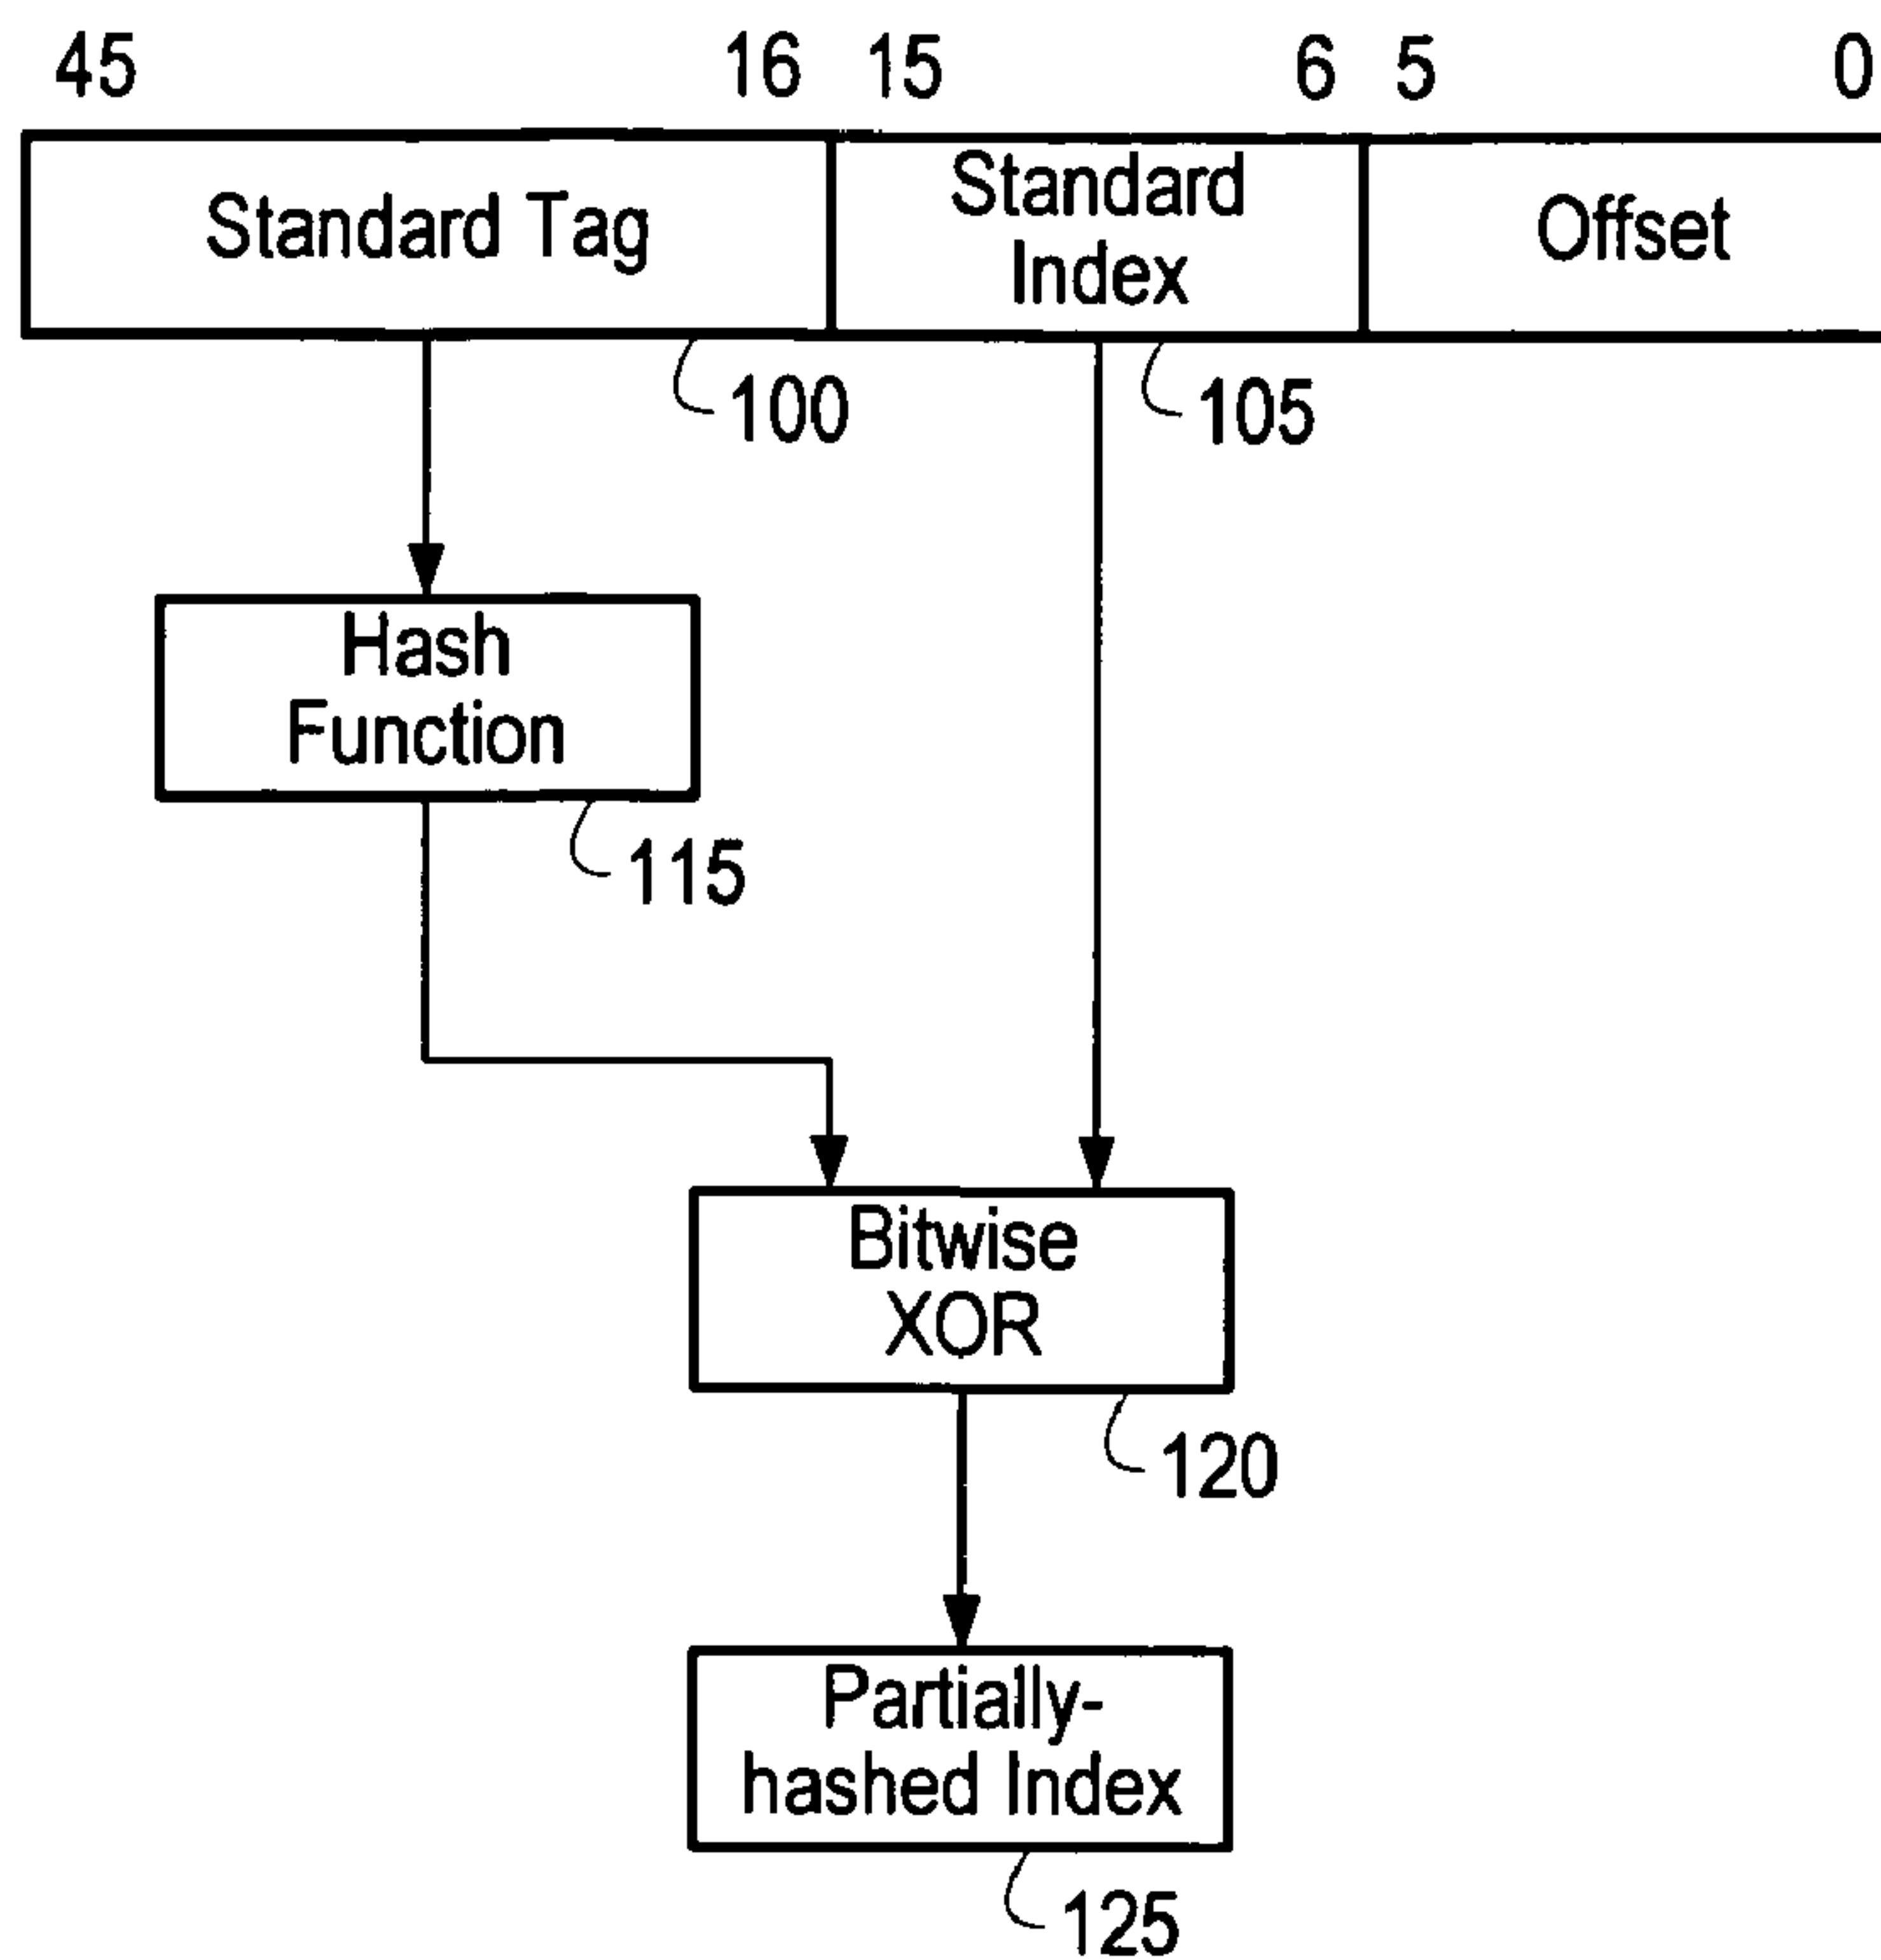 45 16 15 6 5 0
Standard Tag
Standard
Index
Offset
100
105
Hash
Function
115
Bitwise
XOR
120
Partially-
hashed Index
125